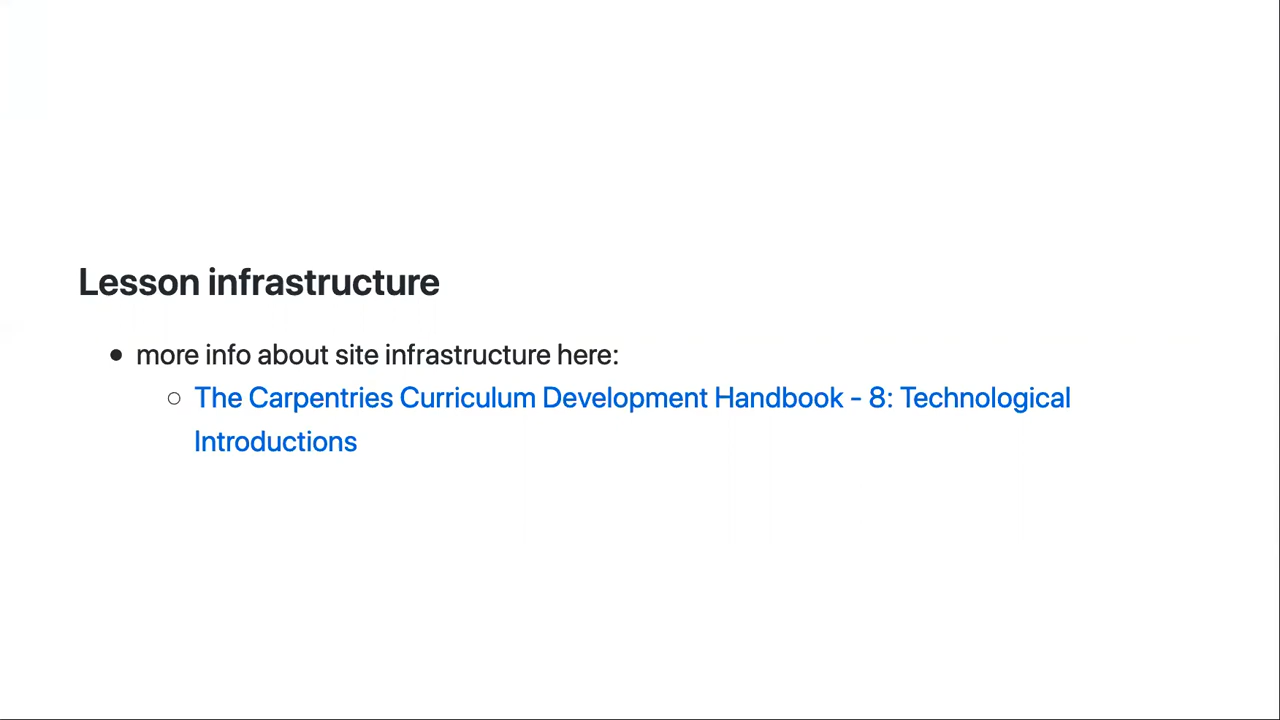 Lesson infrastructure
more info about site infrastructure here:
The Carpentries Curriculum Development Handbook - 8: Technological
Introductions